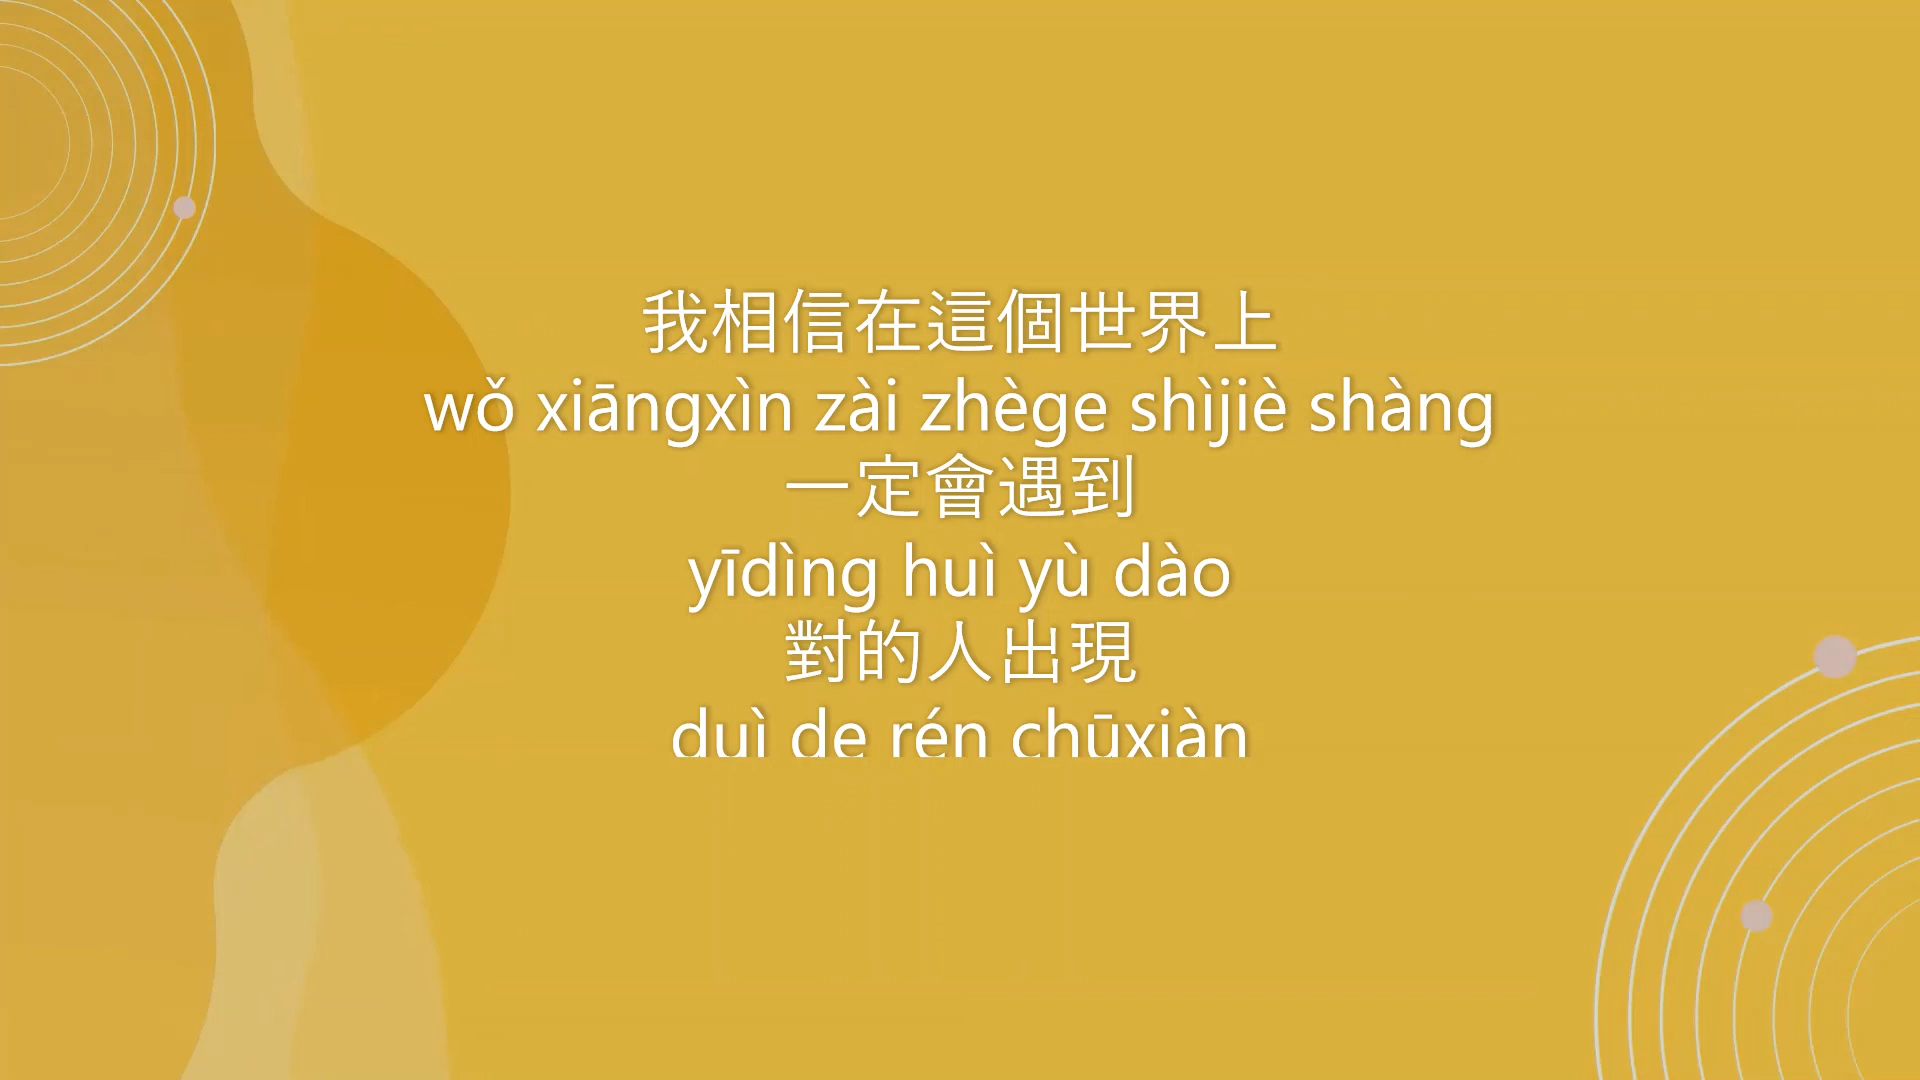 我相信在這個世界上
wǒ xiāngxìn zài zhège shìjiè shàng
一定會遇到
yīdìng huì yù dào
對的人出現
duì de rén chūxiàn